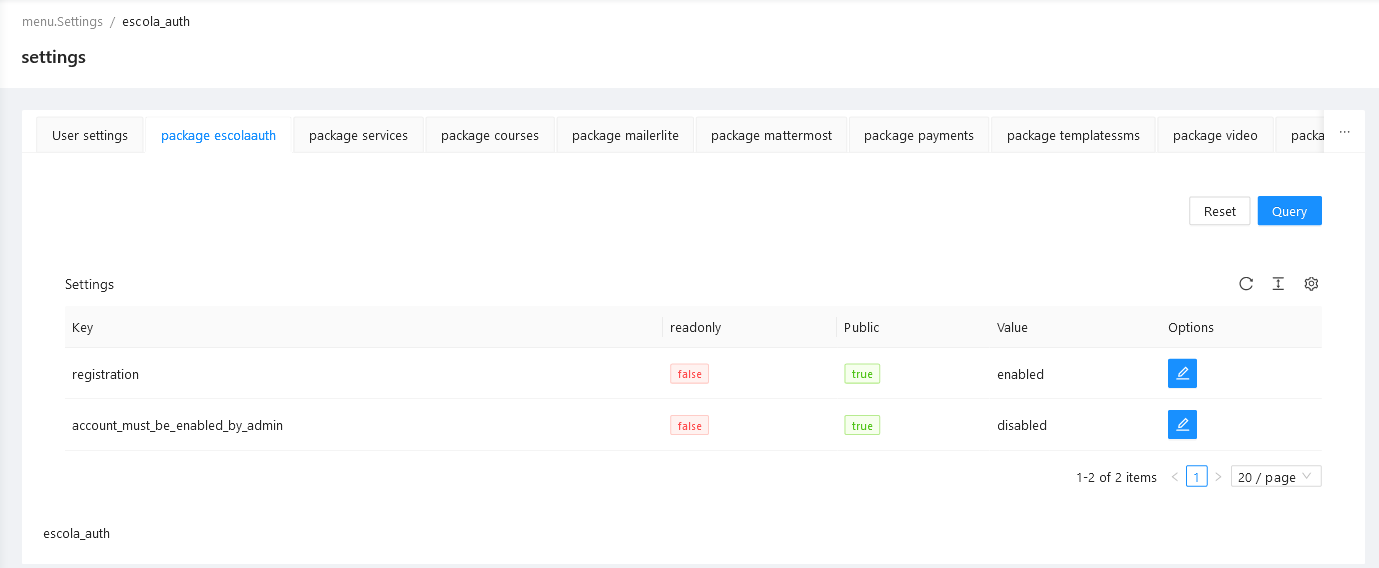 menu.Settings / escola_auth
settings
User settings package escolaauth package services package courses package mailerlite package mattermost package payments package templatessms package video packa ...
Reset Query
Settings
Key readonly Public Value Options
registration false true enabled
account_must_be_enabled_by_admin false true disabled
1-2 of 2 items < 1 > 20 / page
escola_auth